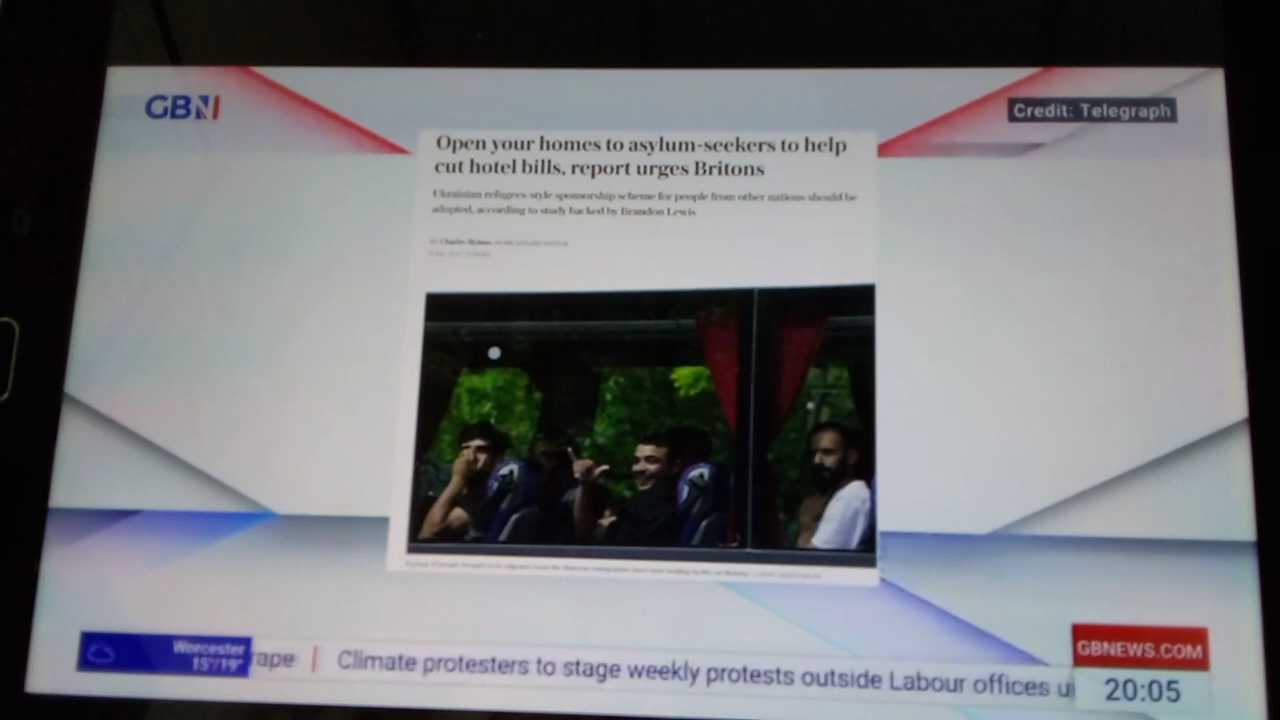 GBN
Credit: Telegraph
Open your homes to asylum-seekers to help
cut hotel bills, report urges Britons
Ukrainian refugees-style sponsorship scheme for people from other nations should be
adopted, according to study backed by Brandon Lewis
Worcester
15°/19°
rape | Climate protesters to stage weekly protests outside Labour offices u
GBNEWS.COM
20:05